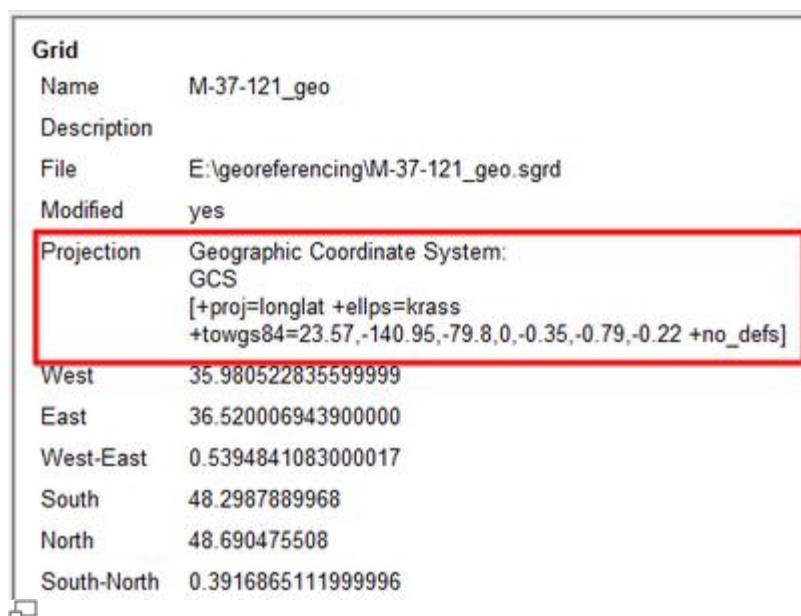 Grid
Name M-37-121_geo
Description
File E:\georeferencing\M-37-121_geo.sgrd
Modified yes
Projection Geographic Coordinate System:
GCS
[+proj=longlat +ellps=krass
+towgs84=23.57,-140.95,-79.8,0,-0.35,-0.79,-0.22 +no_defs]
West 35.980522835599999
East 36.520006943900000
West-East 0.5394841083000017
South 48.2987889968
North 48.690475508
South-North 0.3916865111999996